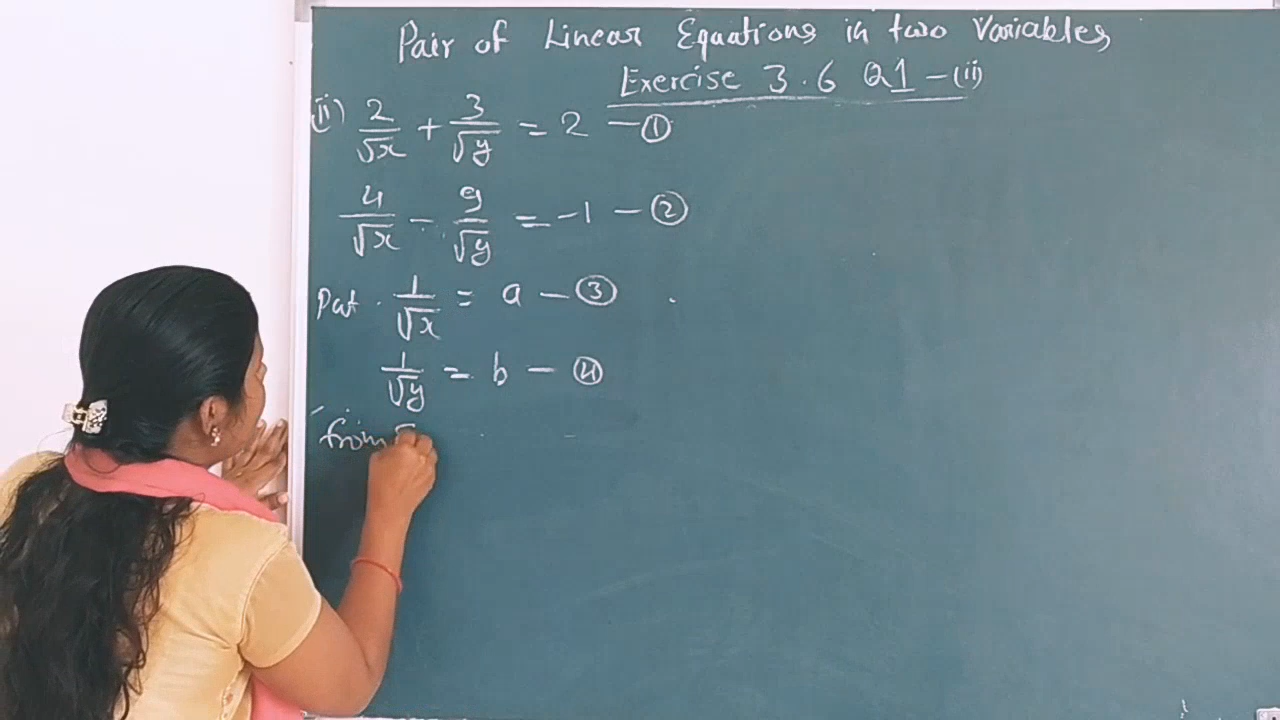 Pair of Linear Equations in two Variables
Exercise 3.6 Q1 - (ii)
(ii) 2/√x + 3/√y = 2 - ①
4/√x - 9/√y = -1 - ②
Put 1/√x = a - ③
1/√y = b - ④
from